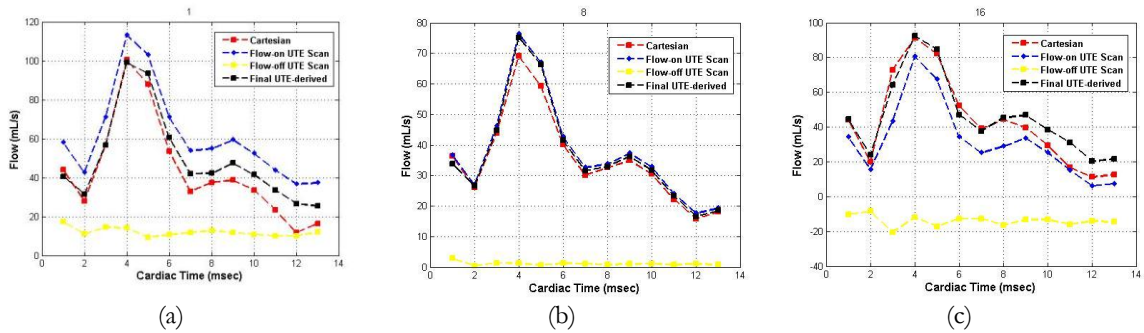 1
Flow (mL/s)
120
100
80
60
40
20
0
Cartesian
Flow-on UTE Scan
Flow-off UTE Scan
Final UTE-derived
0 2 4 6 8 10 12 14
Cardiac Time (msec)
(a)
8
Flow (mL/s)
80
70
60
50
40
30
20
10
0
Cartesian
Flow-on UTE Scan
Flow-off UTE Scan
Final UTE-derived
0 2 4 6 8 10 12 14
Cardiac Time (msec)
(b)
16
Flow (mL/s)
100
80
60
40
20
0
-20
-40
Cartesian
Flow-on UTE Scan
Flow-off UTE Scan
Final UTE-derived
0 2 4 6 8 10 12 14
Cardiac Time (msec)
(c)